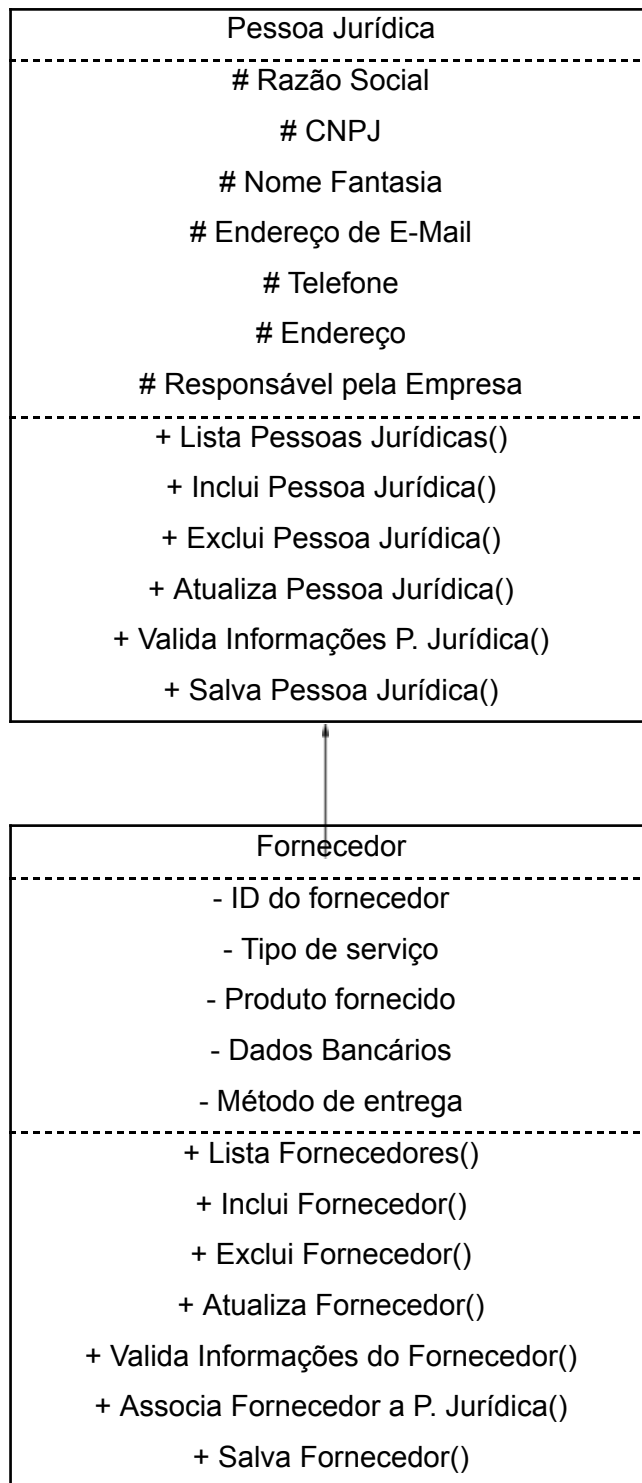 Pessoa Jurídica
# Razão Social
# CNPJ
# Nome Fantasia
# Endereço de E-Mail
# Telefone
# Endereço
# Responsável pela Empresa
+ Lista Pessoas Jurídicas()
+ Inclui Pessoa Jurídica()
+ Exclui Pessoa Jurídica()
+ Atualiza Pessoa Jurídica()
+ Valida Informações P. Jurídica()
+ Salva Pessoa Jurídica()
Fornecedor
- ID do fornecedor
- Tipo de serviço
- Produto fornecido
- Dados Bancários
- Método de entrega
+ Lista Fornecedores()
+ Inclui Fornecedor()
+ Exclui Fornecedor()
+ Atualiza Fornecedor()
+ Valida Informações do Fornecedor()
+ Associa Fornecedor a P. Jurídica()
+ Salva Fornecedor()